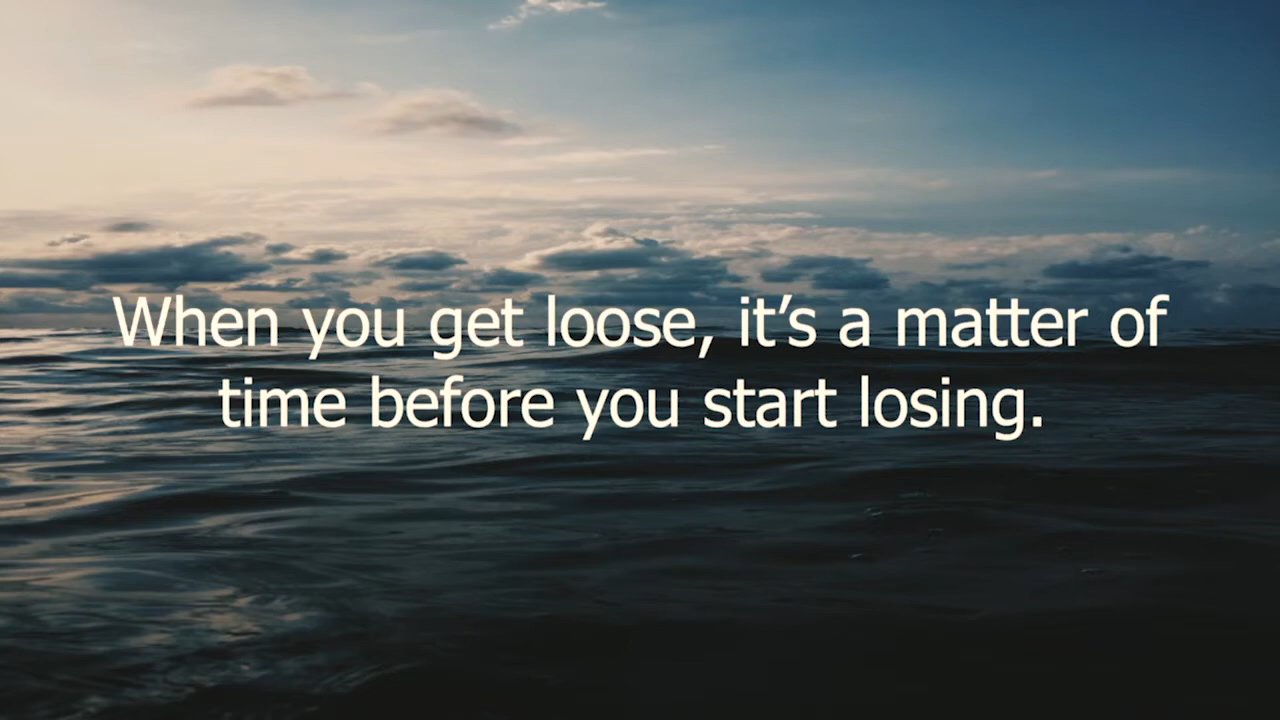 When you get loose, it’s a matter of
time before you start losing.